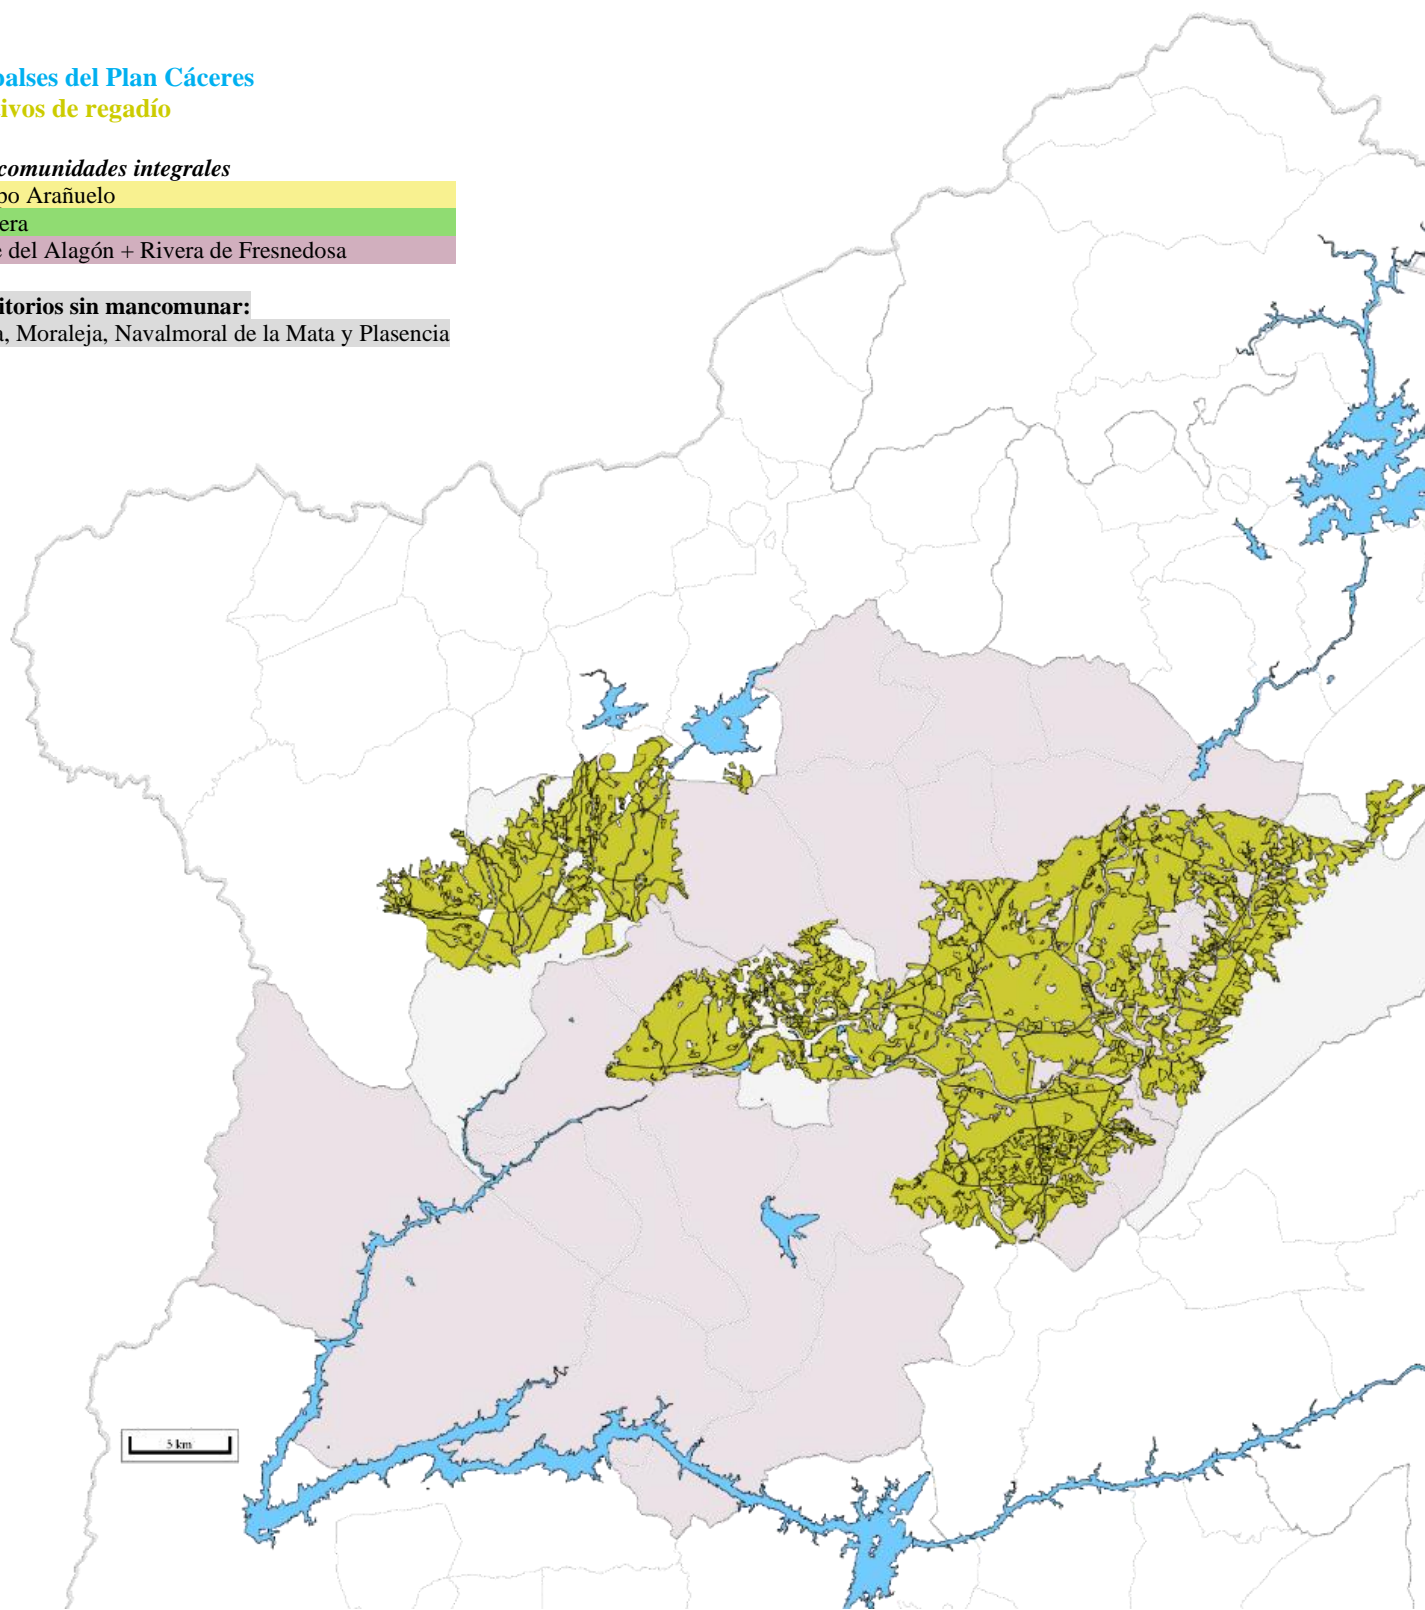 balses del Plan Cáceres
ivos de regadío
comunidades integrales
po Arañuelo
era
e del Alagón + Rivera de Fresnedosa
itorios sin mancomunar:
a, Moraleja, Navalmoral de la Mata y Plasencia
5 km